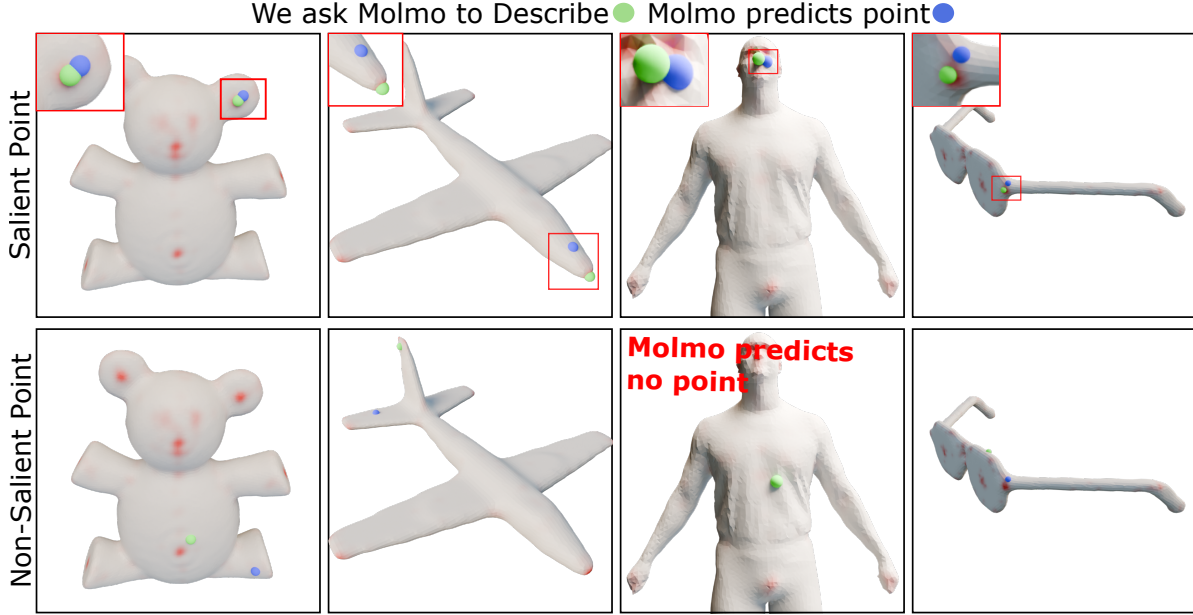 We ask Molmo to Describe Molmo predicts point
Salient Point
Non-Salient Point
Molmo predicts
no point